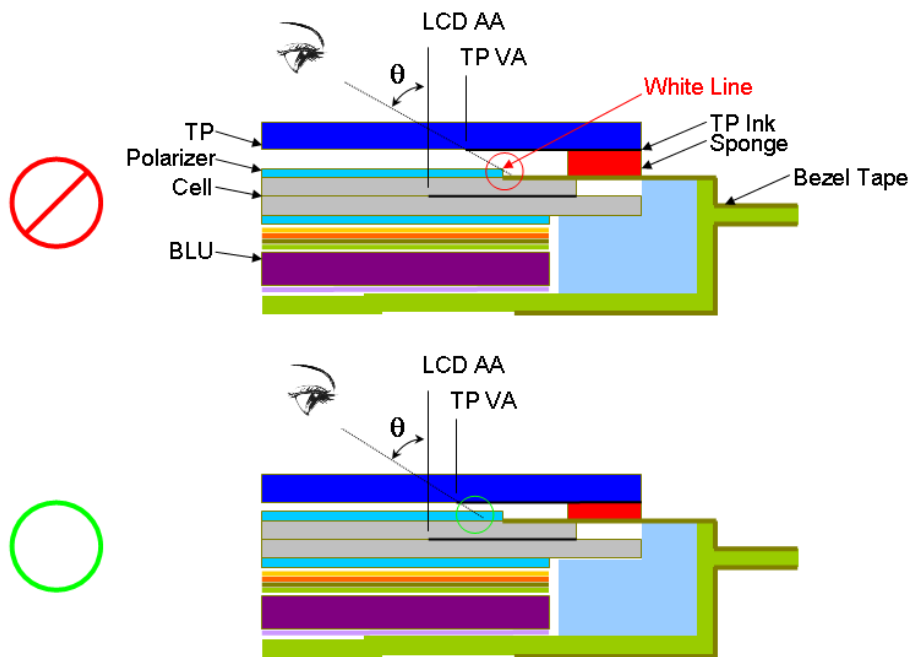 LCD AA
TP VA
θ
White Line
TP
TP Ink
Sponge
Polarizer
Bezel Tape
Cell
BLU
LCD AA
TP VA
θ